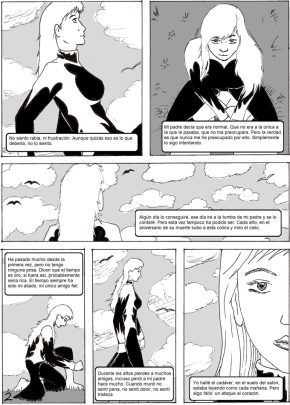 No siento rabia, ni frustración. Aunque quizás eso es lo que
debería, no lo siento.
Mi padre decía que era normal. Que no era a la única a
la que le pasaba, que no me preocupara. Pero la verdad
es que nunca me he preocupado por ello. Simplemente
lo sigo intentando.
Algún día lo conseguiré, ese día iré a la tumba de mi padre y se lo
contaré. Pero esta vez tampoco ha podido ser. Cada año, en el
aniversario de su muerte subo a esta colina y miro el cielo.
Ha pasado mucho desde la
primera vez, pero no tengo
ninguna prisa. Dicen que el tiempo es
oro, si fuera así, probablemente
sería rica. El tiempo siempre ha
sido mi aliado, mi único amigo fiel.
Durante los años pierdes a muchos
amigos, incluso perdí a mi padre
hace mucho. Cuando murió no
sentí pena, no sentí dolor, no sentí
tristeza.
Yo hallé el cadáver, en el suelo del salón,
estaba leyendo como cada mañana. Pero
algo falló: un ataque al corazón.
2